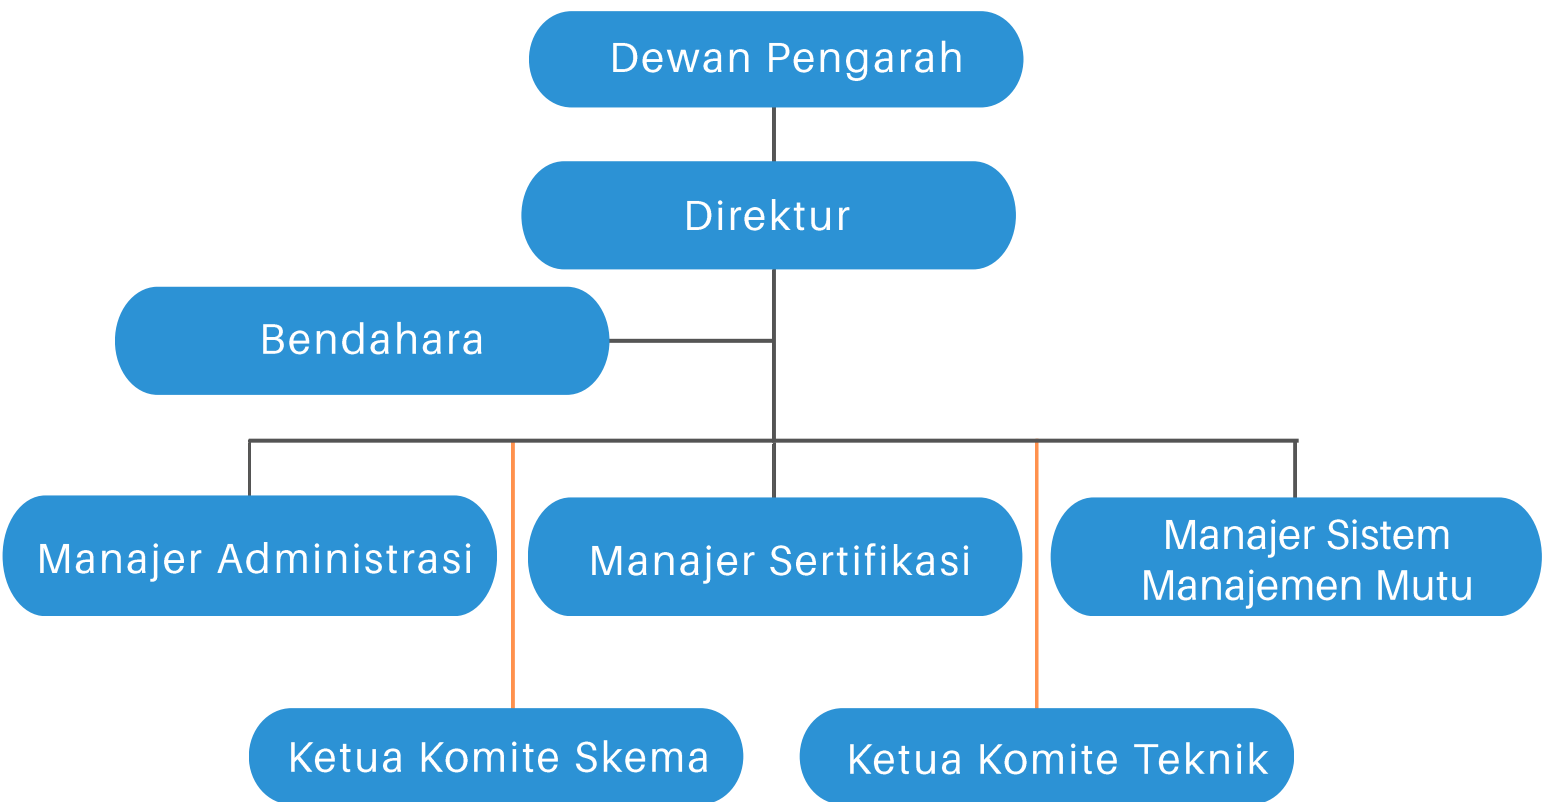 Dewan Pengarah
Direktur
Bendahara
Manajer Administrasi
Manajer Sertifikasi
Manajer Sistem
Manajemen Mutu
Ketua Komite Skema
Ketua Komite Teknik